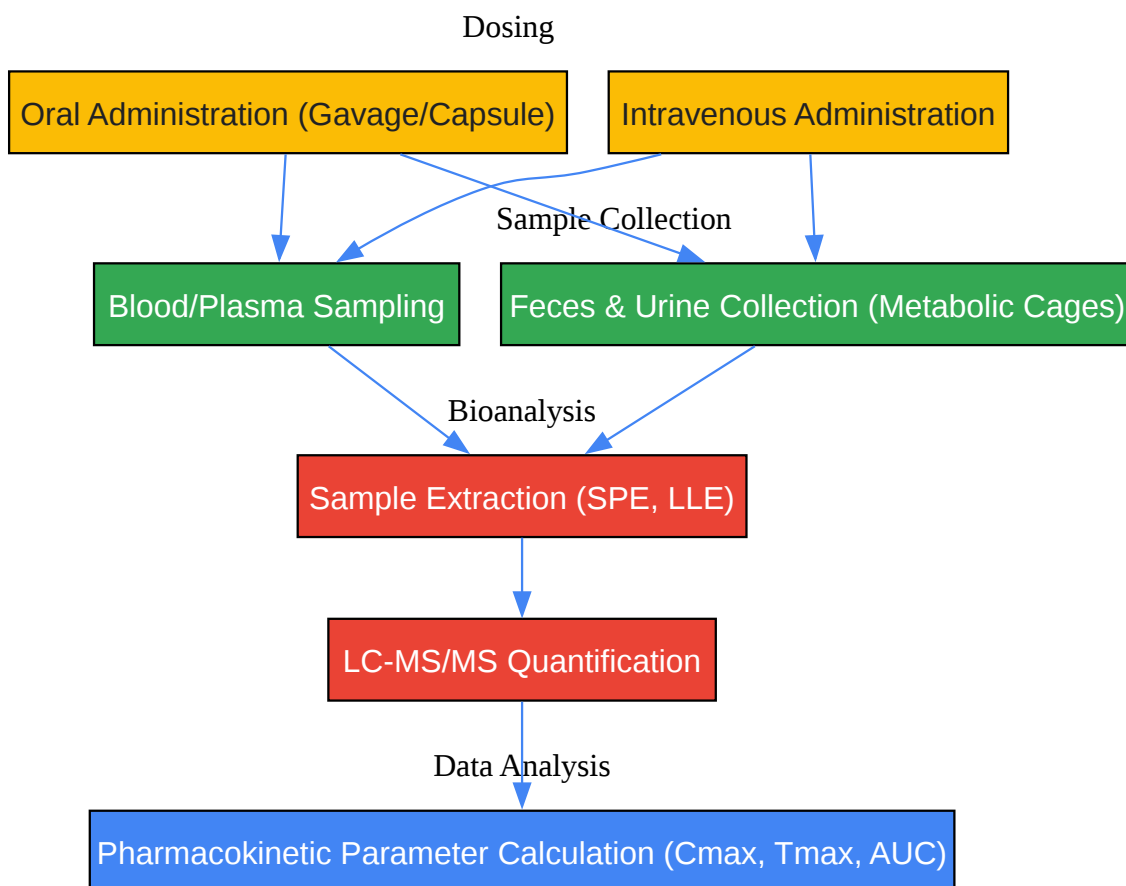 Dosing
Oral Administration (Gavage/Capsule)
Intravenous Administration
Sample Collection
Blood/Plasma Sampling
Feces & Urine Collection (Metabolic Cages)
Bioanalysis
Sample Extraction (SPE, LLE)
LC-MS/MS Quantification
Data Analysis
Pharmacokinetic Parameter Calculation (Cmax, Tmax, AUC)